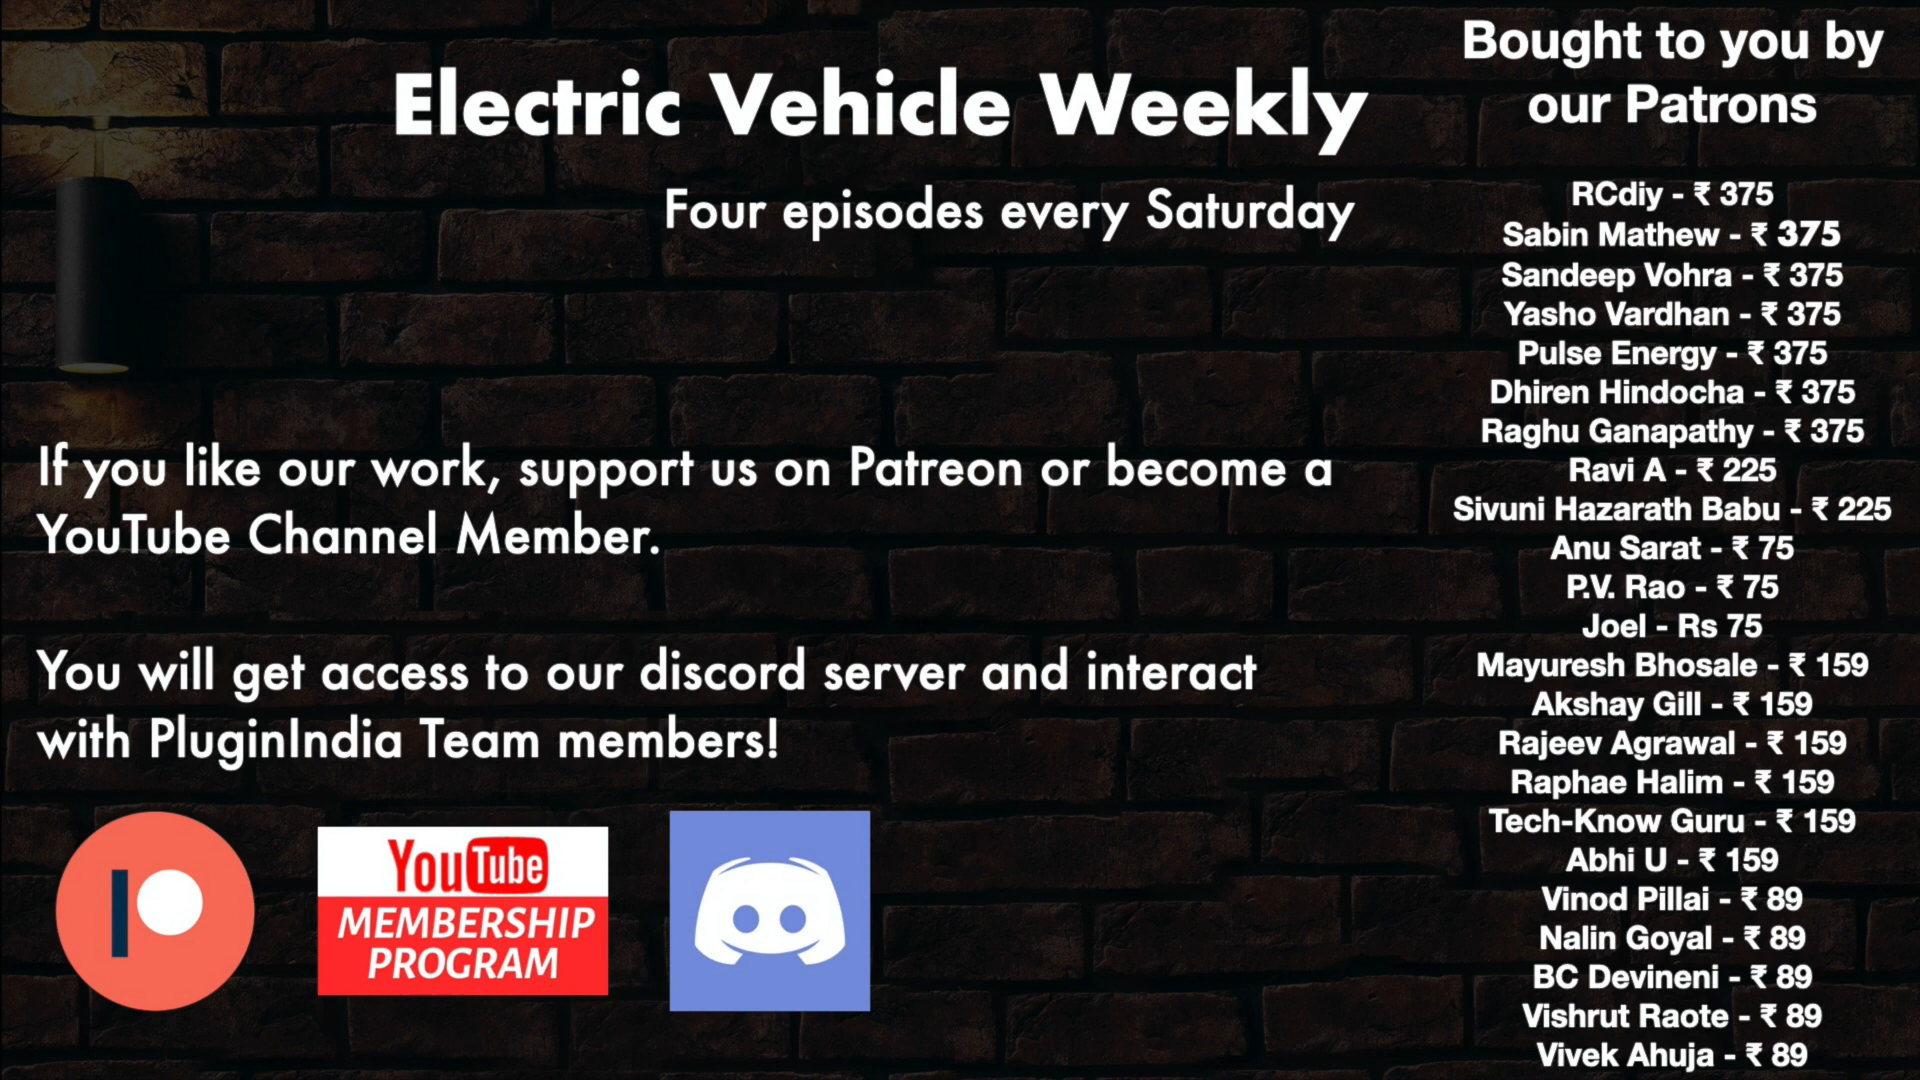 Electric Vehicle Weekly
Four episodes every Saturday
If you like our work, support us on Patreon or become a
YouTube Channel Member.
You will get access to our discord server and interact
with PluginIndia Team members!
YouTube
MEMBERSHIP
PROGRAM
Bought to you by
our Patrons
RCdiy - ₹ 375
Sabin Mathew - ₹ 375
Sandeep Vohra - ₹ 375
Yasho Vardhan - ₹ 375
Pulse Energy - ₹ 375
Dhiren Hindocha - ₹ 375
Raghu Ganapathy - ₹ 375
Ravi A - ₹ 225
Sivuni Hazarath Babu - ₹ 225
Anu Sarat - ₹ 75
P.V. Rao - ₹ 75
Joel - Rs 75
Mayuresh Bhosale - ₹ 159
Akshay Gill - ₹ 159
Rajeev Agrawal - ₹ 159
Raphae Halim - ₹ 159
Tech-Know Guru - ₹ 159
Abhi U - ₹ 159
Vinod Pillai - ₹ 89
Nalin Goyal - ₹ 89
BC Devineni - ₹ 89
Vishrut Raote - ₹ 89
Vivek Ahuja - ₹ 89